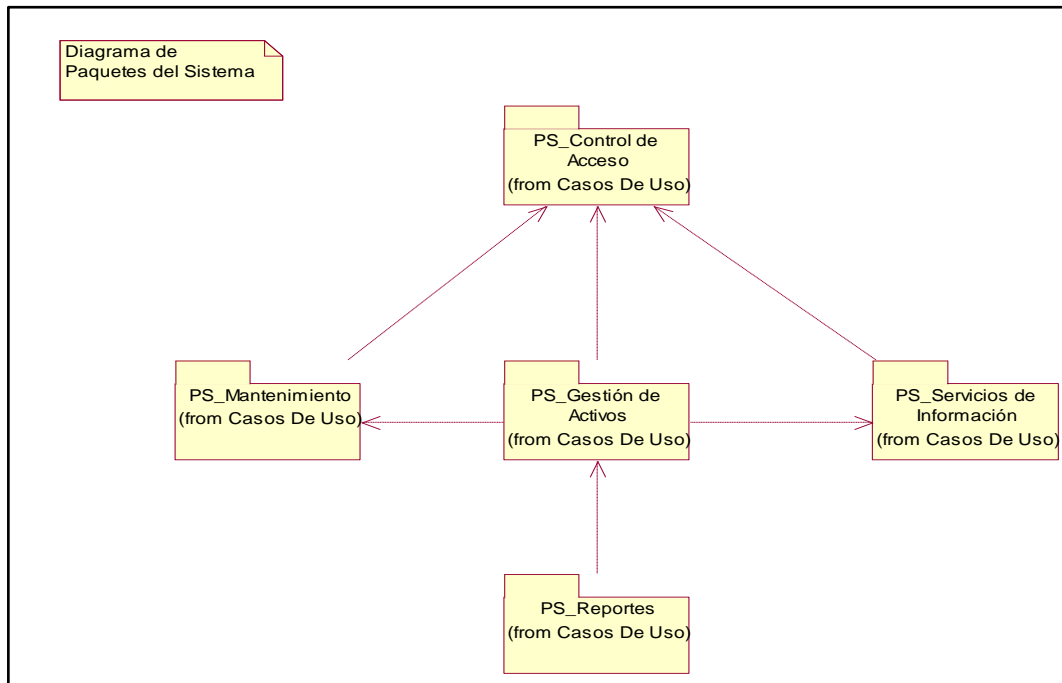 Diagrama de
Paquetes del Sistema
PS_Control de
Acceso
(from Casos De Uso)
PS_Mantenimiento
(from Casos De Uso)
PS_Gestión de
Activos
(from Casos De Uso)
PS_Servicios de
Información
(from Casos De Uso)
PS_Reportes
(from Casos De Uso)